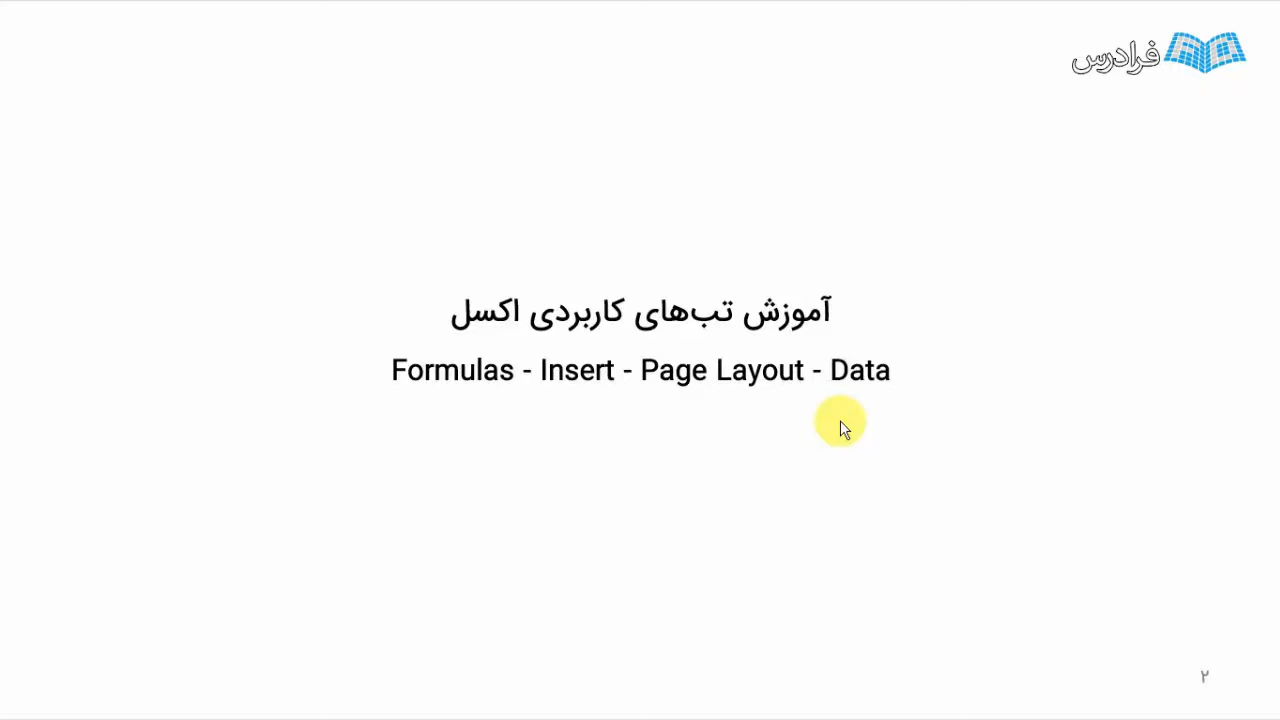 فرادرس
آموزش تب‌های کاربردی اکسل
Formulas - Insert - Page Layout - Data
۲